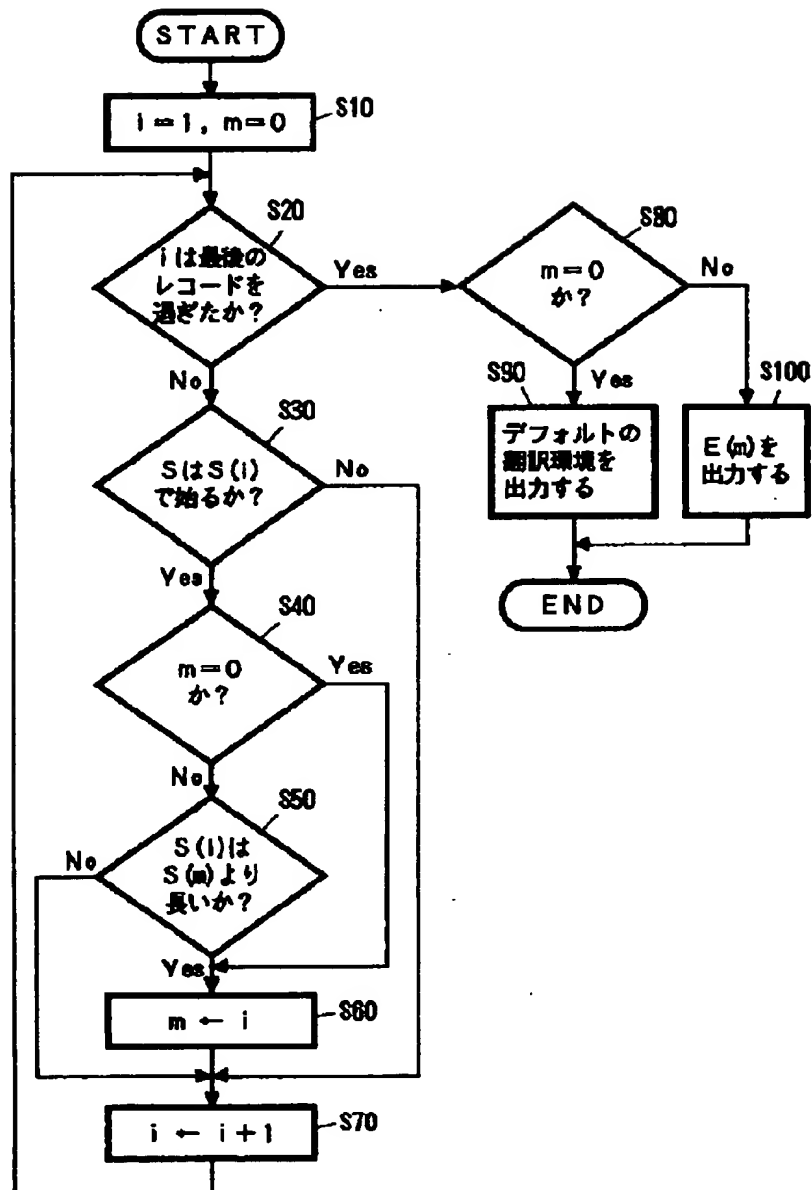 START
i=1, m=0
S10
S20
iは最後の
レコードを
過ぎたか?
Yes
No
S30
SはS(i)
で始るか?
No
Yes
S40
m=0
か?
Yes
No
S50
S(i)は
S(m)より
長いか?
No
Yes
m ← i
S60
i ← i+1
S70
S80
m=0
か?
No
Yes
S90
デフォルトの
翻訳環境を
出力する
S100
E(m)を
出力する
END